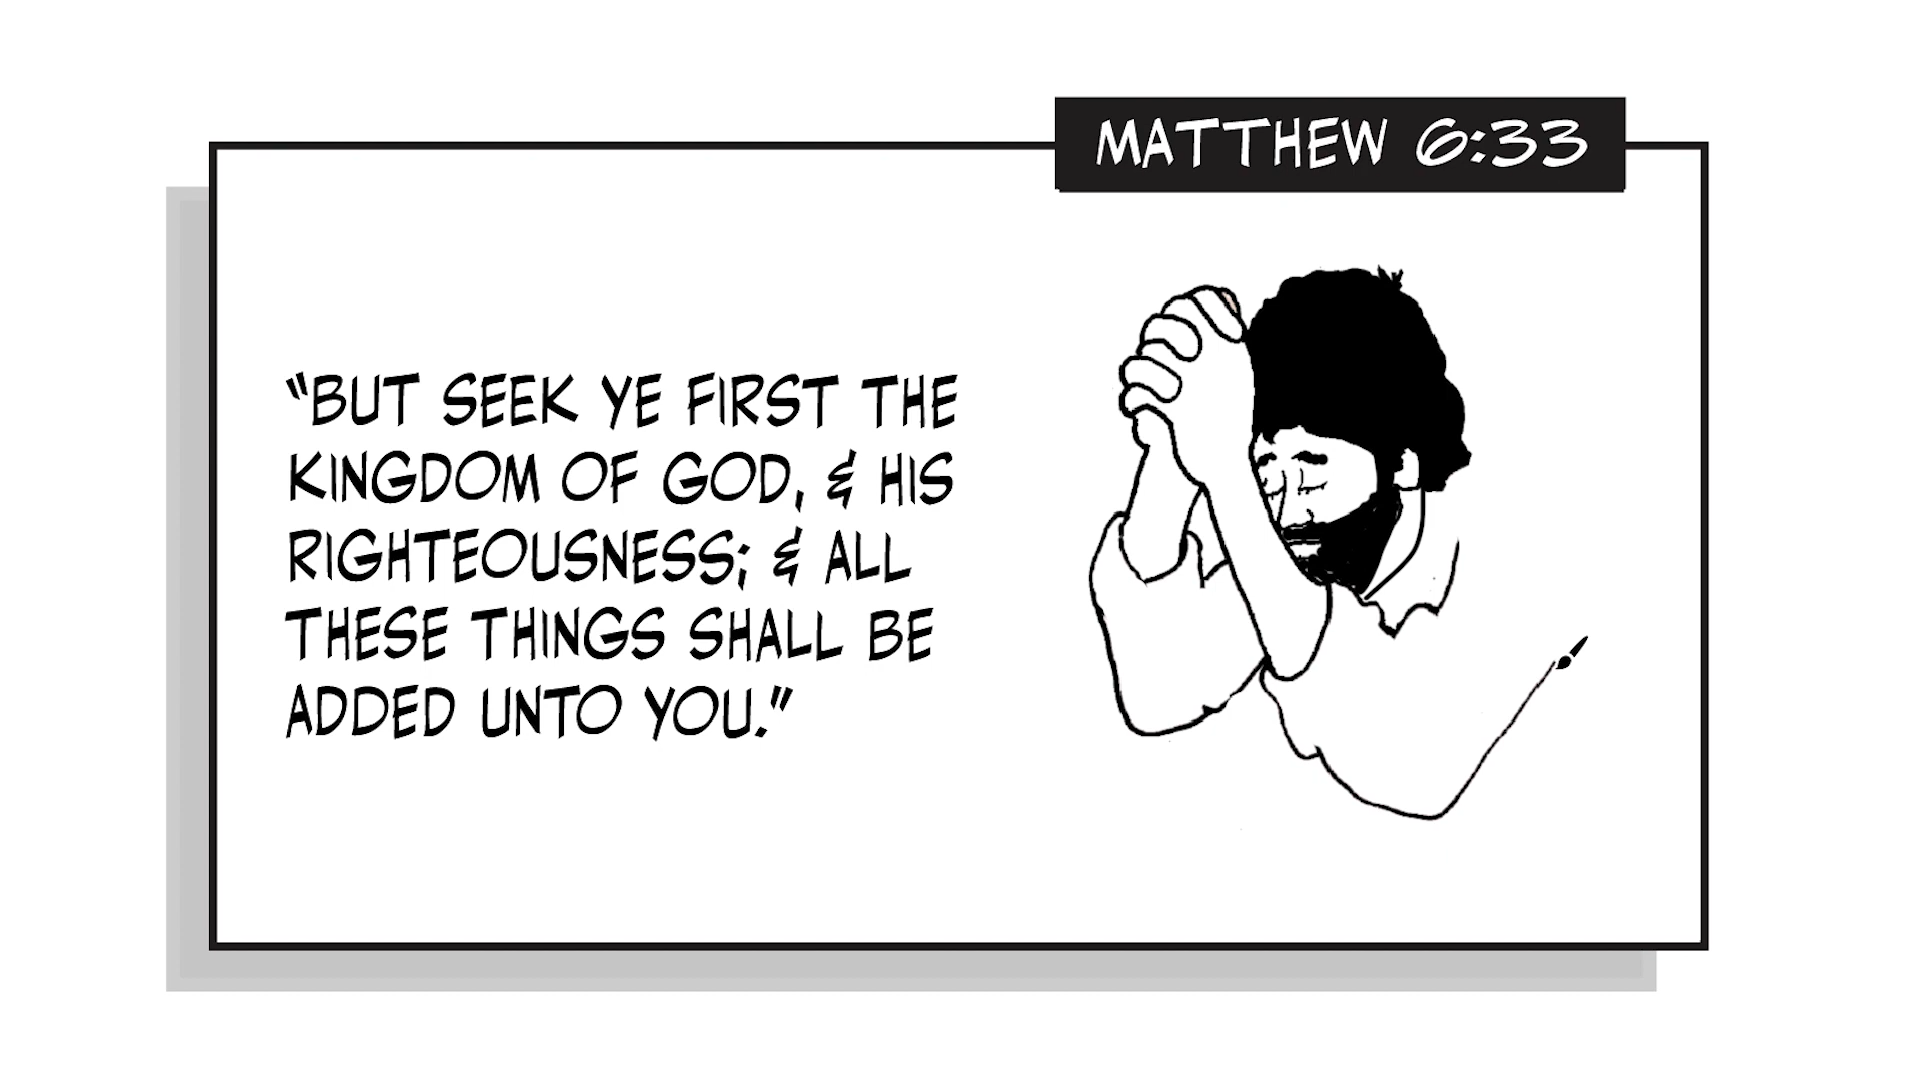 MATTHEW 6:33
“BUT SEEK YE FIRST THE
KINGDOM OF GOD, & HIS
RIGHTEOUSNESS; & ALL
THESE THINGS SHALL BE
ADDED UNTO YOU.”